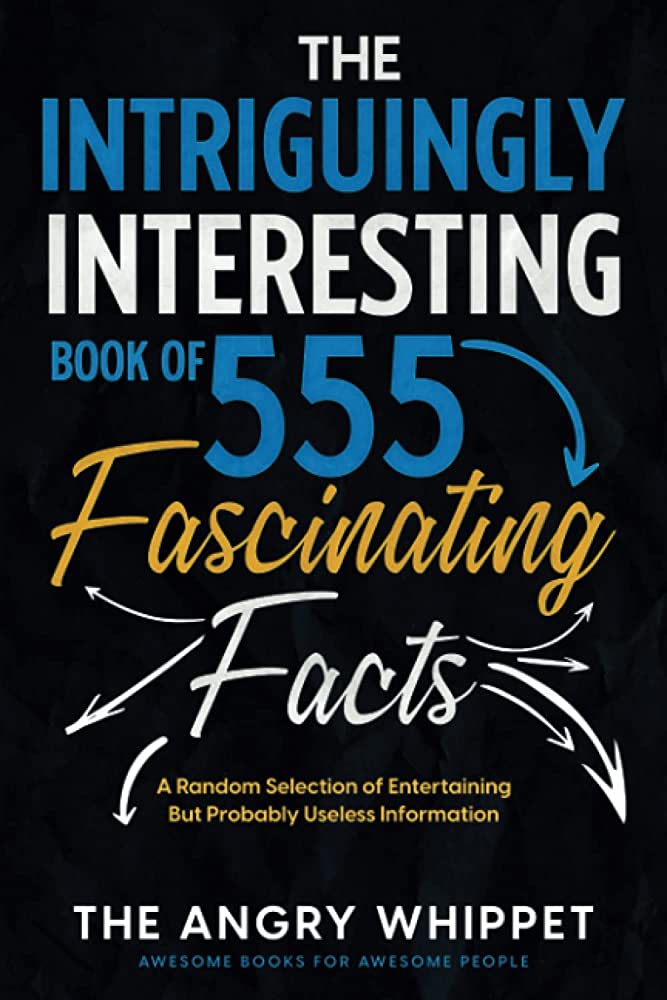 THE
INTRIGUINGLY
INTERESTING
BOOK OF 555
Fascinating
Facts
A Random Selection of Entertaining
But Probably Useless Information
THE ANGRY WHIPPET
AWESOME BOOKS FOR AWESOME PEOPLE